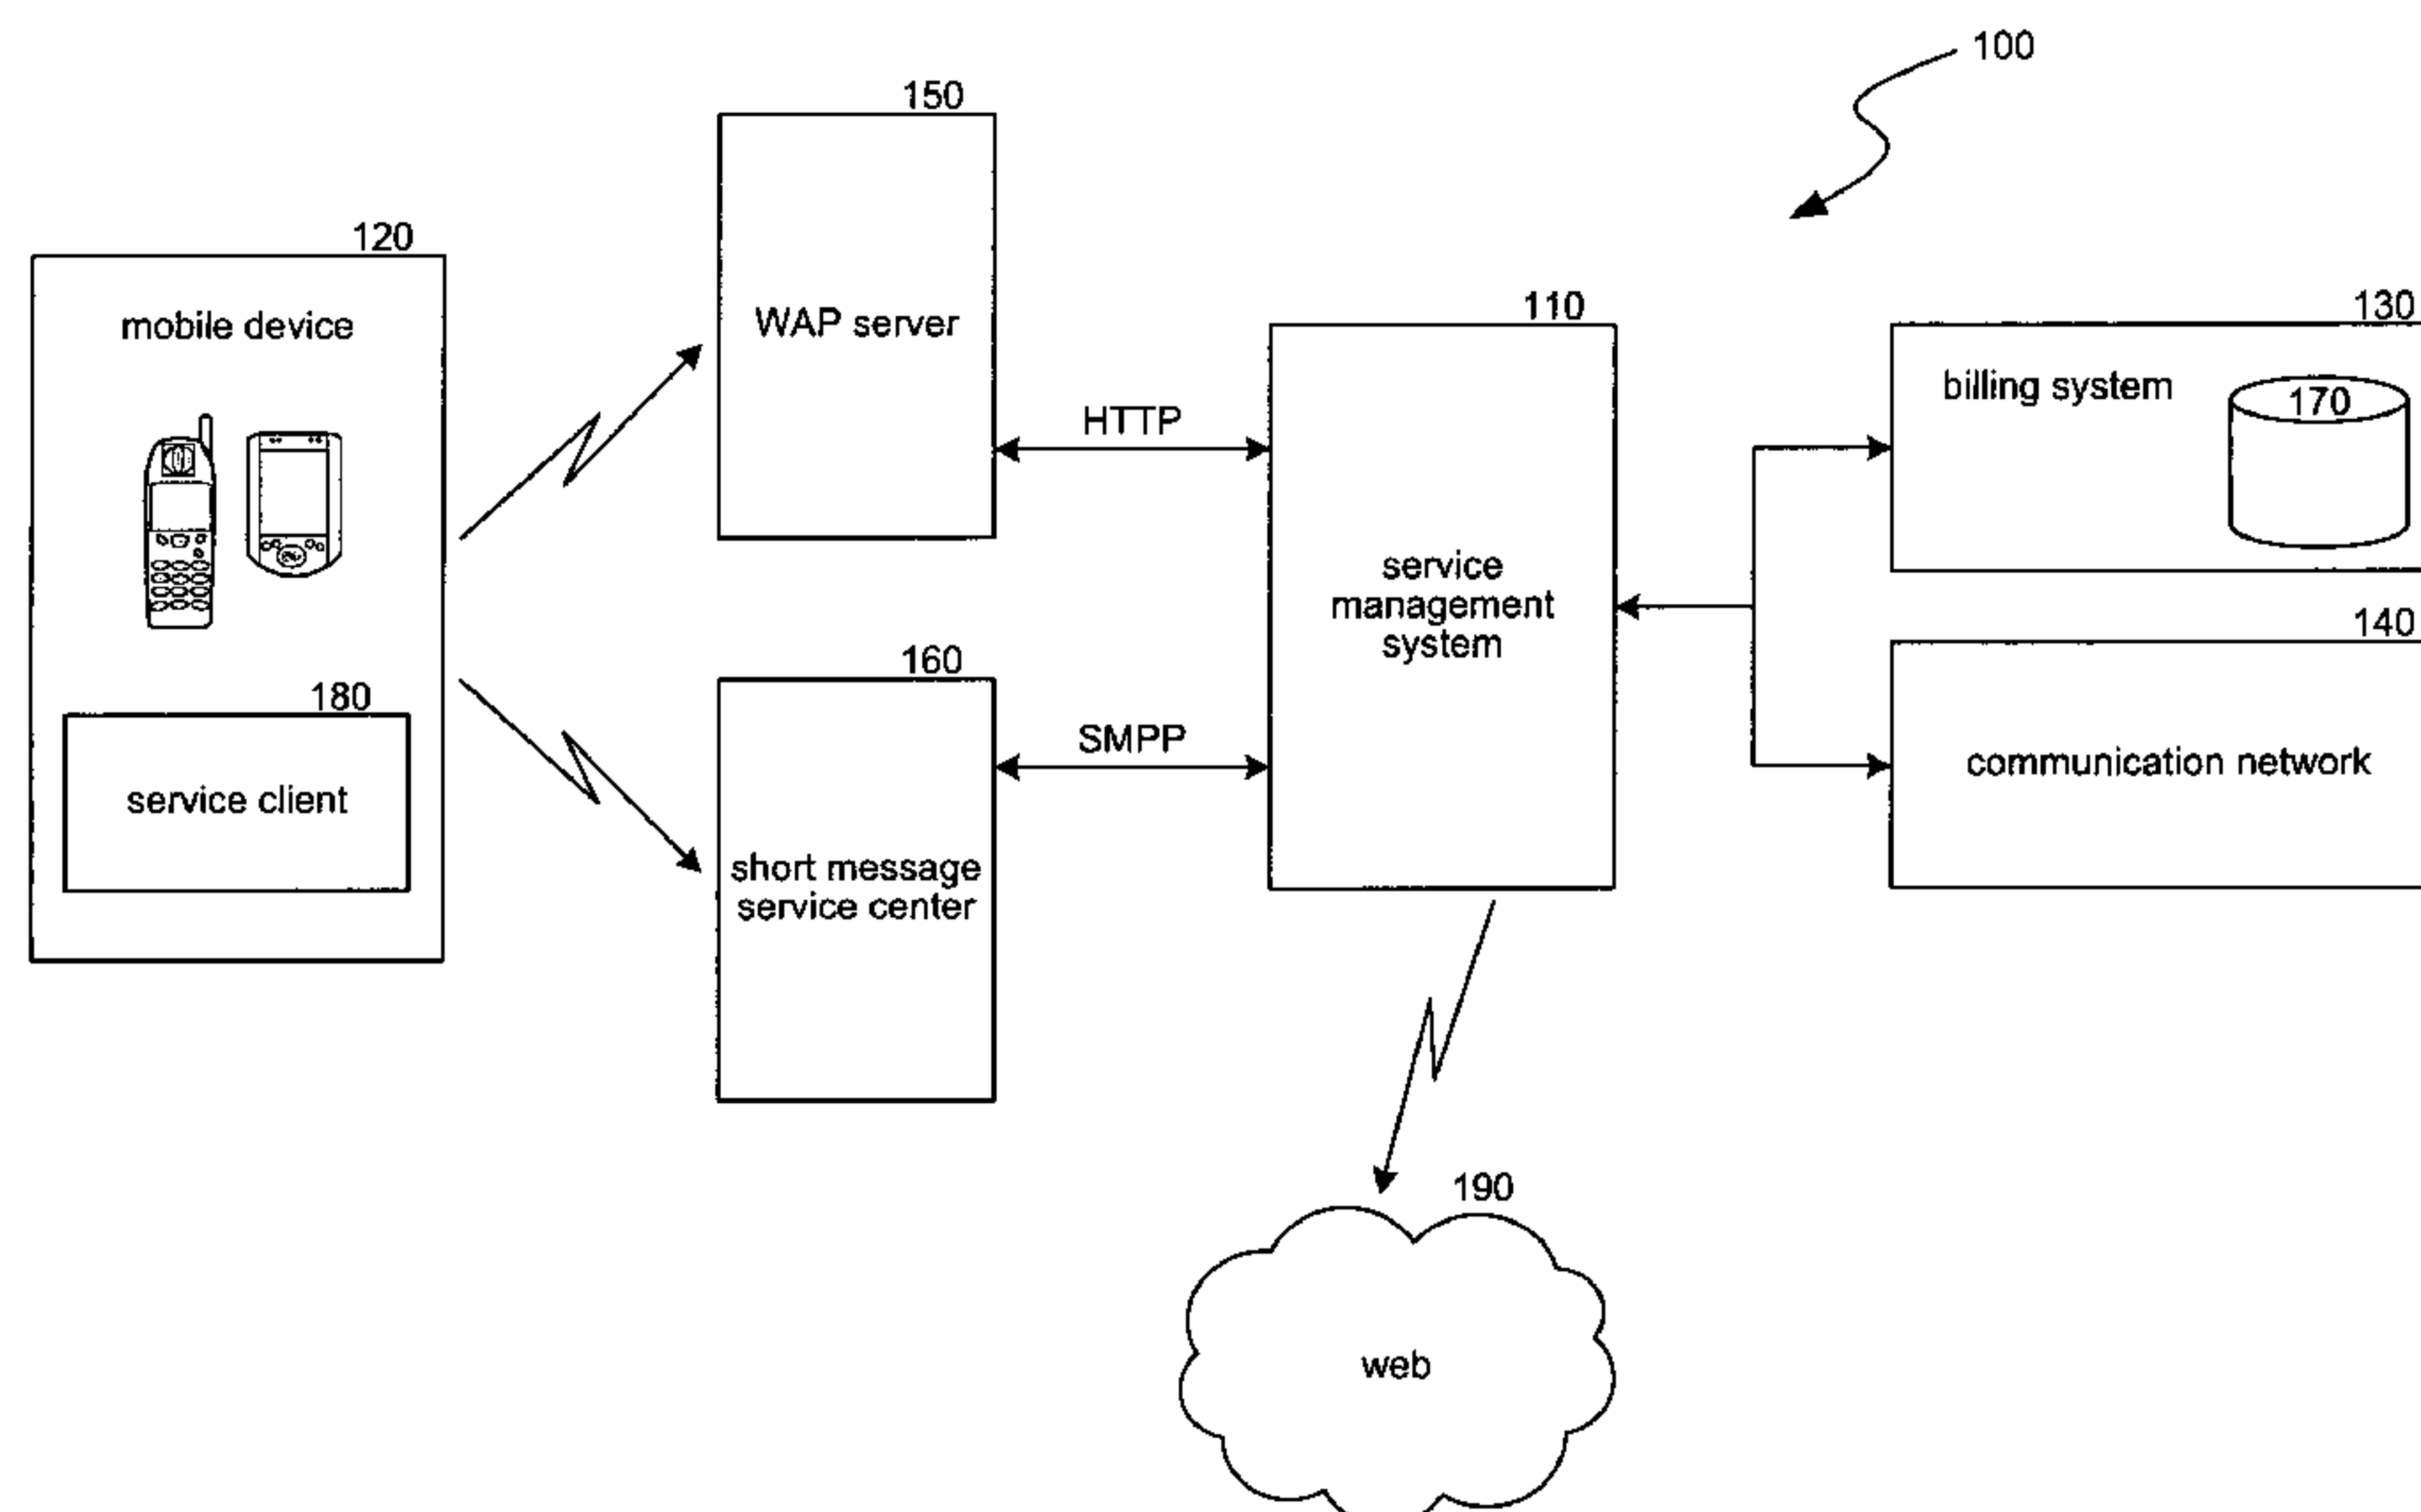 100
150
WAP server
120
mobile device
110
service
management
system
130
billing system
170
HTTP
140
communication network
160
short message
service center
SMPP
180
service client
190
web